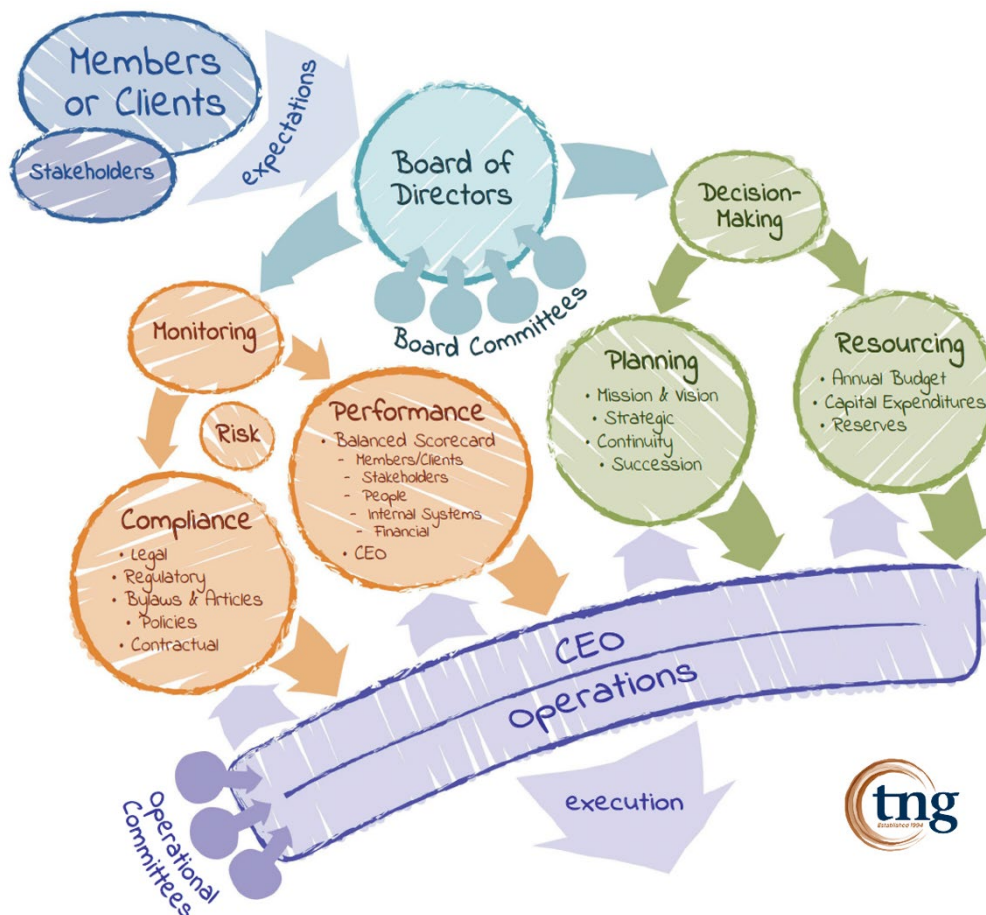 Members
or Clients
Stakeholders
expectations
Board of
Directors
Board Committees
Decision-
Making
Monitoring
Risk
Planning
• Mission & Vision
• Strategic
• Continuity
• Succession
Resourcing
• Annual Budget
• Capital Expenditures
• Reserves
Performance
• Balanced Scorecard
- Members/Clients
- Stakeholders
- People
- Internal Systems
- Financial
• CEO
Compliance
• Legal
• Regulatory
• Bylaws & Articles
• Policies
• Contractual
CEO
Operations
Operational
Committees
execution
tng
Established 1994